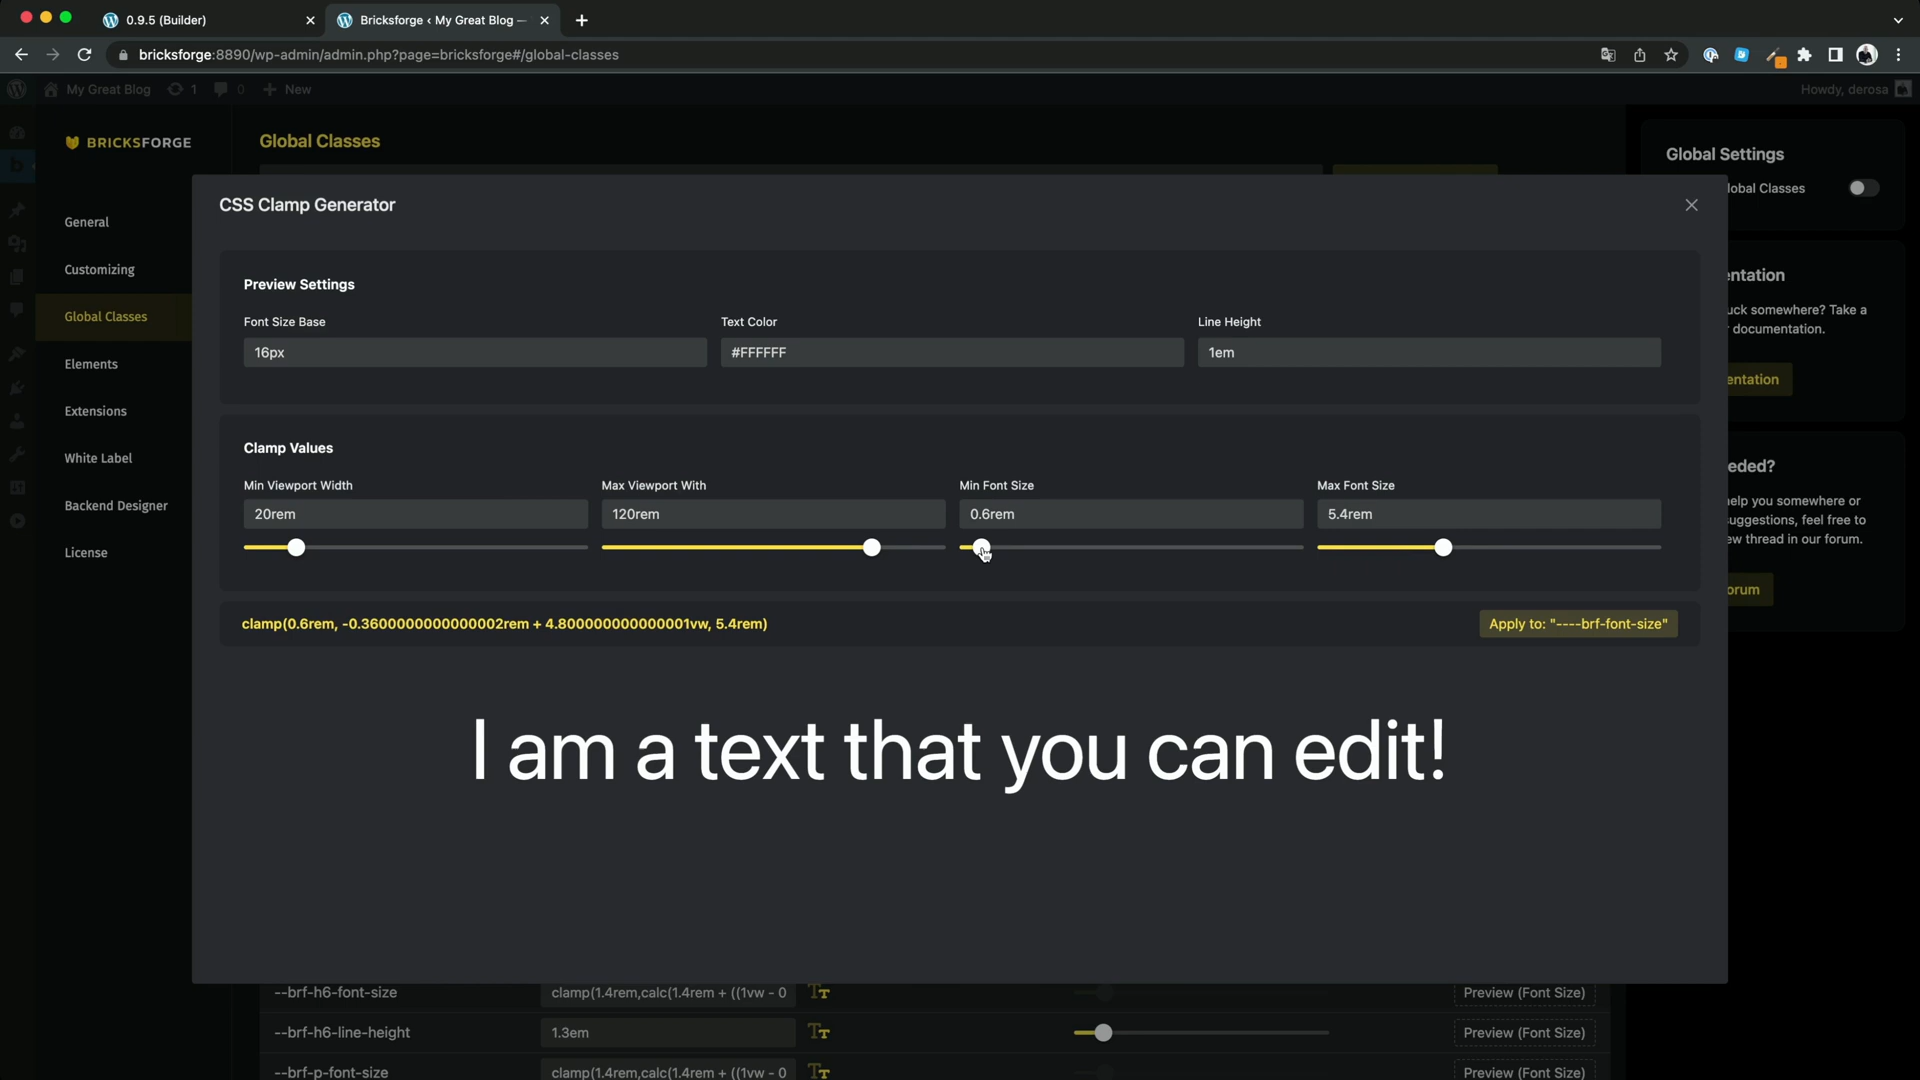 0.9.5 (Builder)
Bricksforge ‹ My Great Blog —
bricksforge:8890/wp-admin/admin.php?page=bricksforge#/global-classes
My Great Blog
1
0
New
Howdy, derosa
BRICKSFORGE
Global Classes
Global Settings
lobal Classes
General
Customizing
Global Classes
Elements
Extensions
White Label
Backend Designer
License
CSS Clamp Generator
Preview Settings
Font Size Base
Text Color
Line Height
16px
#FFFFFF
1em
Clamp Values
Min Viewport Width
Max Viewport With
Min Font Size
Max Font Size
20rem
120rem
0.6rem
5.4rem
clamp(0.6rem, -0.3600000000000002rem + 4.800000000000001vw, 5.4rem)
Apply to: "----brf-font-size"
I am a text that you can edit!
entation
uck somewhere? Take a
documentation.
entation
eded?
elp you somewhere or
uggestions, feel free to
ew thread in our forum.
orum
--brf-h6-font-size
clamp(1.4rem,calc(1.4rem + ((1vw - 0
Preview (Font Size)
--brf-h6-line-height
1.3em
Preview (Font Size)
--brf-p-font-size
clamp(1.4rem,calc(1.4rem + ((1vw - 0
Preview (Font Size)